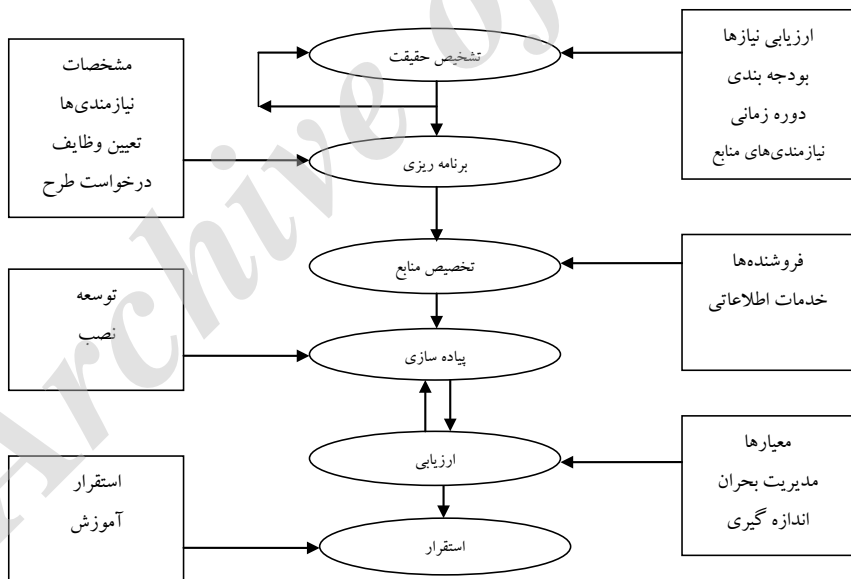 ارزیابی نیازها
بودجه بندی
دوره زمانی
نیازمندی‌های منابع
تشخیص حقیقت
مشخصات
نیازمندی‌ها
تعیین وظایف
درخواست طرح
برنامه ریزی
فروشنده‌ها
خدمات اطلاعاتی
تخصیص منابع
توسعه
نصب
پیاده سازی
معیارها
مدیریت بحران
اندازه گیری
ارزیابی
استقرار
آموزش
استقرار
Archive of